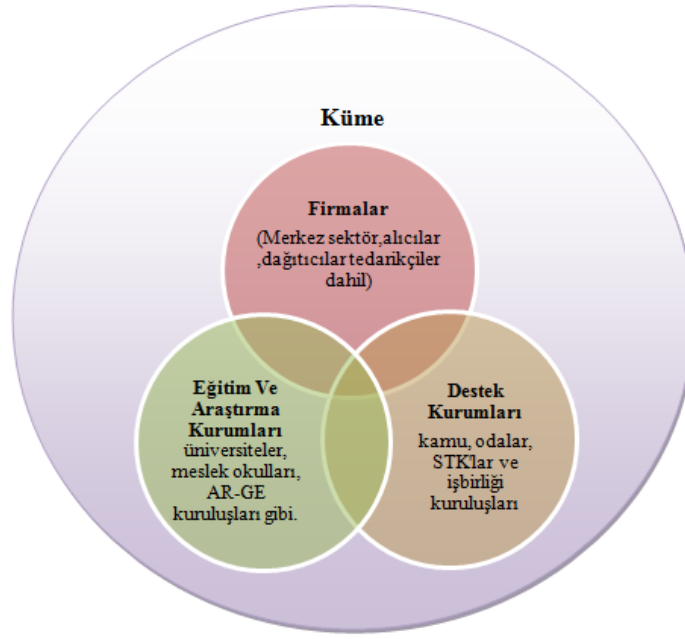 Küme
Firmalar
(Merkez sektör,alıcılar
,dağıtıcılar tedarikçiler
dahil)
Eğitim Ve
Araştırma
Kurumları
üniversiteler,
meslek okulları,
AR-GE
kuruluşları gibi.
Destek
Kurumları
kamu, odalar,
STK'lar ve
işbirliği
kuruluşları